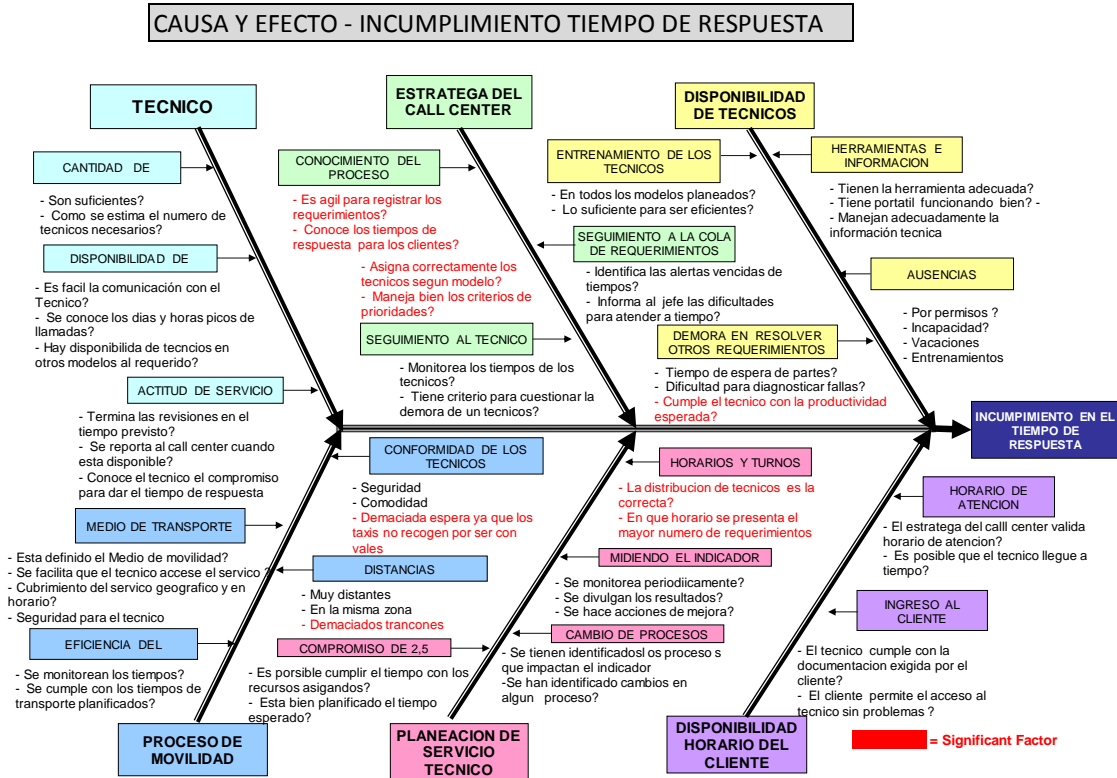 CAUSA Y EFECTO - INCUMPLIMIENTO TIEMPO DE RESPUESTA
TECNICO
CANTIDAD DE
- Son suficientes?
- Como se estima el numero de
tecnicos necesarios?
DISPONIBILIDAD DE
- Es facil la comunicación con el
Tecnico?
- Se conoce los dias y horas picos de
llamadas?
- Hay disponibilida de tecncios en
otros modelos al requerido?
ACTITUD DE SERVICIO
- Termina las revisiones en el
tiempo previsto?
- Se reporta al call center cuando
esta disponible?
- Conoce el tecnico el compromiso
para dar el tiempo de respuesta
ESTRATEGA DEL
CALL CENTER
CONOCIMIENTO DEL
PROCESO
- Es agil para registrar los
requerimientos?
- Conoce los tiempos de
respuesta para los clientes?
- Asigna correctamente los
tecnicos segun modelo?
- Maneja bien los criterios de
prioridades?
SEGUIMIENTO AL TECNICO
- Monitorea los tiempos de los
tecnicos?
- Tiene criterio para cuestionar la
demora de un tecnicos?
SEGUIMIENTO A LA COLA
DE REQUERIMIENTOS
- Identifica las alertas vencidas de
tiempos?
- Informa al jefe las dificultades
para atender a tiempo?
DISPONIBILIDAD
DE TECNICOS
ENTRENAMIENTO DE LOS
TECNICOS
- En todos los modelos planeados?
- Lo suficiente para ser eficientes?
HERRAMIENTAS E
INFORMACION
- Tienen la herramienta adecuada?
- Tiene portatil funcionando bien? -
- Manejan adecuadamente la
información tecnica
AUSENCIAS
- Por permisos ?
- Incapacidad?
- Vacaciones
- Entrenamientos
DEMORA EN RESOLVER
OTROS REQUERIMIENTOS
- Tiempo de espera de partes?
- Dificultad para diagnosticar fallas?
- Cumple el tecnico con la productividad
esperada?
INCUMPIMIENTO EN EL
TIEMPO DE
RESPUESTA
CONFORMIDAD DE LOS
TECNICOS
- Seguridad
- Comodidad
- Demaciada espera ya que los
taxis no recogen por ser con
vales
MEDIO DE TRANSPORTE
- Esta definido el Medio de movilidad?
- Se facilita que el tecnico accese el servico ?
- Cubrimiento del servico geografico y en
horario?
- Seguridad para el tecnico
DISTANCIAS
- Muy distantes
- En la misma zona
- Demaciados trancones
EFICIENCIA DEL
- Se monitorean los tiempos?
- Se cumple con los tiempos de
transporte planificados?
PROCESO DE
MOVILIDAD
HORARIOS Y TURNOS
- La distribucion de tecnicos es la
correcta?
- En que horario se presenta el
mayor numero de requerimientos
MIDIENDO EL INDICADOR
- Se monitorea periodiicamente?
- Se divulgan los resultados?
- Se hace acciones de mejora?
CAMBIO DE PROCESOS
- Se tienen identificadosl os proceso s
que impactan el indicador
-Se han identificado cambios en
algun proceso?
COMPROMISO DE 2,5
- Es porsible cumplir el tiempo con los
recursos asigandos?
- Esta bien planificado el tiempo
esperado?
PLANEACION DE
SERVICIO
TECNICO
HORARIO DE
ATENCION
- El estratega del calll center valida
horario de atencion?
- Es posible que el tecnico llegue a
tiempo?
INGRESO AL
CLIENTE
- El tecnico cumple con la
documentacion exigida por el
cliente?
- El cliente permite el acceso al
tecnico sin problemas ?
DISPONIBILIDAD
HORARIO DEL
CLIENTE
= Significant Factor